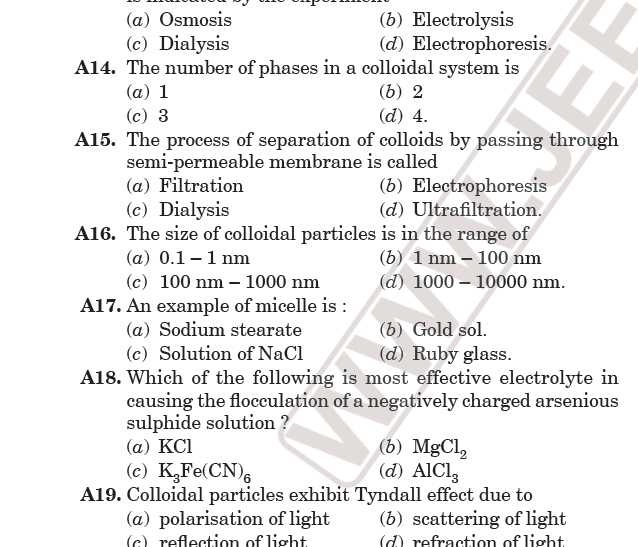 (a) Osmosis (b) Electrolysis
(c) Dialysis (d) Electrophoresis.
A14. The number of phases in a colloidal system is
(a) 1 (b) 2
(c) 3 (d) 4.
A15. The process of separation of colloids by passing through
semi-permeable membrane is called
(a) Filtration (b) Electrophoresis
(c) Dialysis (d) Ultrafiltration.
A16. The size of colloidal particles is in the range of
(a) 0.1 – 1 nm (b) 1 nm – 100 nm
(c) 100 nm – 1000 nm (d) 1000 – 10000 nm.
A17. An example of micelle is :
(a) Sodium stearate (b) Gold sol.
(c) Solution of NaCl (d) Ruby glass.
A18. Which of the following is most effective electrolyte in
causing the flocculation of a negatively charged arsenious
sulphide solution ?
(a) KCl (b) MgCl₂
(c) K₃Fe(CN)₆ (d) AlCl₃
A19. Colloidal particles exhibit Tyndall effect due to
(a) polarisation of light (b) scattering of light
(c) reflection of light (d) refraction of light
WWW.JEE